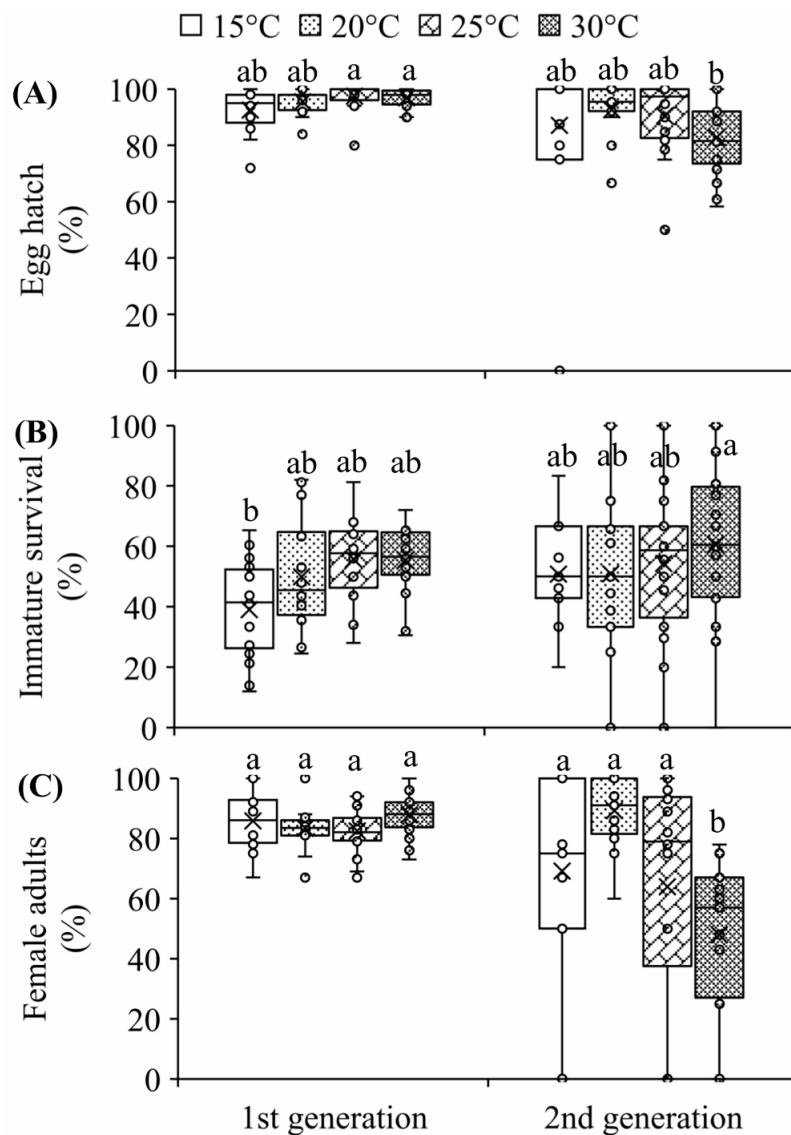 15°C 20°C 25°C 30°C
(A)
ab ab a a ab ab ab b
Egg hatch
(%)
100
80
60
40
20
0
(B)
b ab ab ab ab ab ab a
Immature survival
(%)
100
80
60
40
20
0
(C)
a a a a a a a b
Female adults
(%)
100
80
60
40
20
0
1st generation 2nd generation